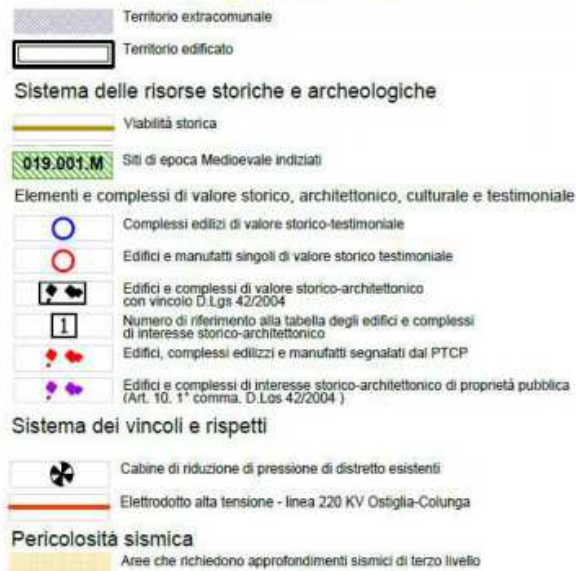 Territorio extracomunale
Territorio edificato
Sistema delle risorse storiche e archeologiche
Viabilità storica
019.001.M Siti di epoca Medioevale indiziati
Elementi e complessi di valore storico, architettonico, culturale e testimoniale
Complessi edilizi di valore storico-testimoniale
Edifici e manufatti singoli di valore storico testimoniale
Edifici e complessi di valore storico-architettonico
con vincolo D.Lgs 42/2004
1 Numero di riferimento alla tabella degli edifici e complessi
di interesse storico-architettonico
Edifici, complessi edilizzi e manufatti segnalati dal PTCP
Edifici e complessi di interesse storico-architettonico di proprietà pubblica
(Art. 10. 1° comma. D.Lgs 42/2004 )
Sistema dei vincoli e rispetti
Cabine di riduzione di pressione di distretto esistenti
Elettrodotto alta tensione - linea 220 KV Ostiglia-Colunga
Pericolosità sismica
Aree che richiedono approfondimenti sismici di terzo livello